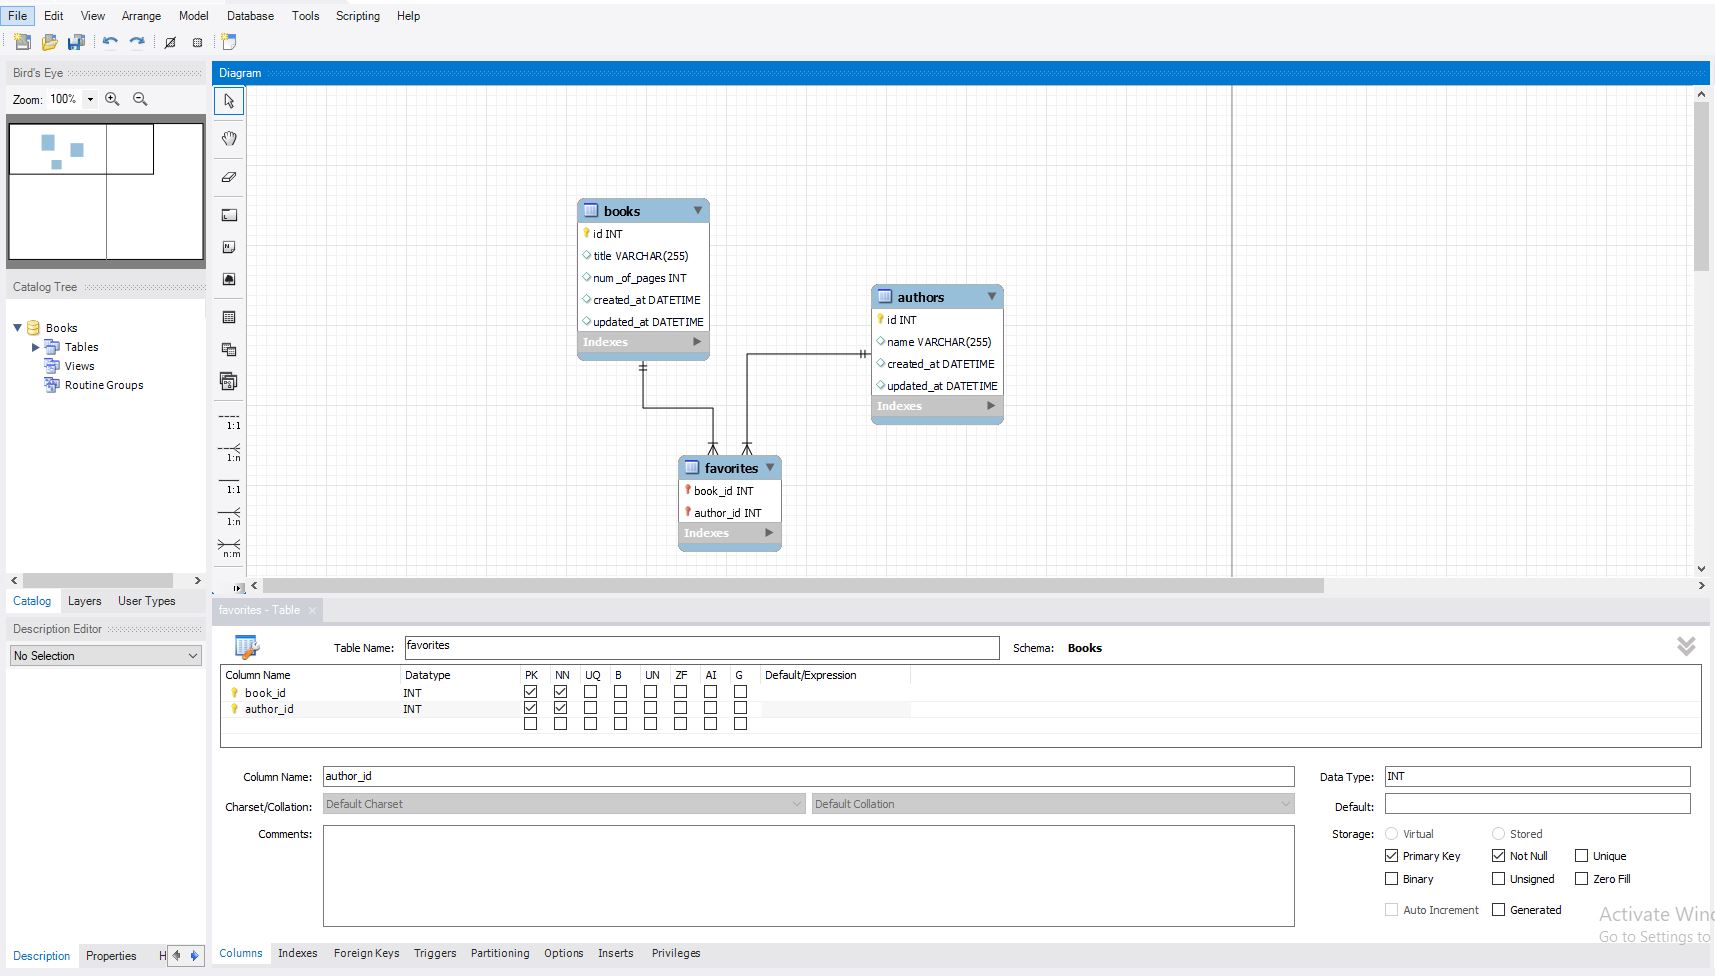 File Edit View Arrange Model Database Tools Scripting Help
Bird's Eye
Zoom: 100%
Catalog Tree
Books
Tables
Views
Routine Groups
Catalog Layers User Types
Description Editor
No Selection
Description Properties H
Diagram
1:1
1:n
1:1
1:n
n:m
books
id INT
title VARCHAR(255)
num_of_pages INT
created_at DATETIME
updated_at DATETIME
Indexes
authors
id INT
name VARCHAR(255)
created_at DATETIME
updated_at DATETIME
Indexes
favorites
book_id INT
author_id INT
Indexes
favorites - Table
Table Name: favorites Schema: Books
Column Name Datatype PK NN UQ B UN ZF AI G Default/Expression
book_id INT
author_id INT
Column Name: author_id Data Type: INT
Charset/Collation: Default Charset Default Collation Default:
Comments: Storage: Virtual Stored
Primary Key Not Null Unique
Binary Unsigned Zero Fill
Auto Increment Generated
Activate Wind
Go to Settings to
Columns Indexes Foreign Keys Triggers Partitioning Options Inserts Privileges